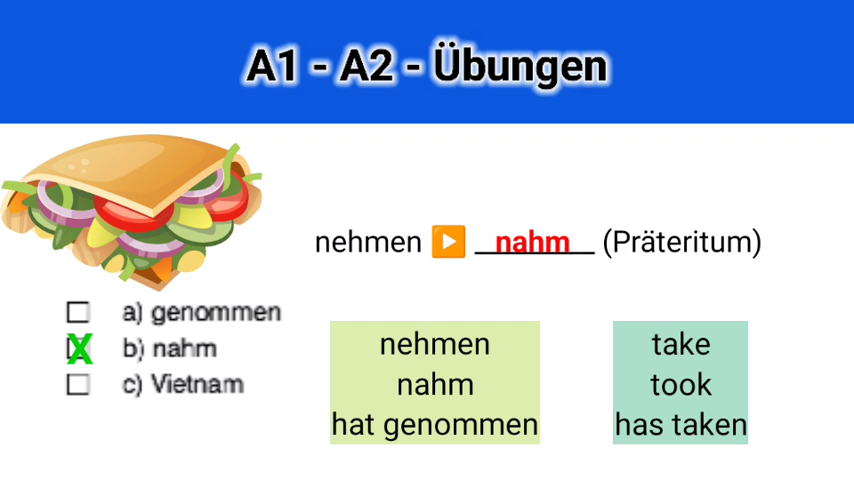 A1 - A2 - Übungen
nehmen ▶ nahm (Präteritum)
a) genommen
X b) nahm
c) Vietnam
nehmen
nahm
hat genommen
take
took
has taken